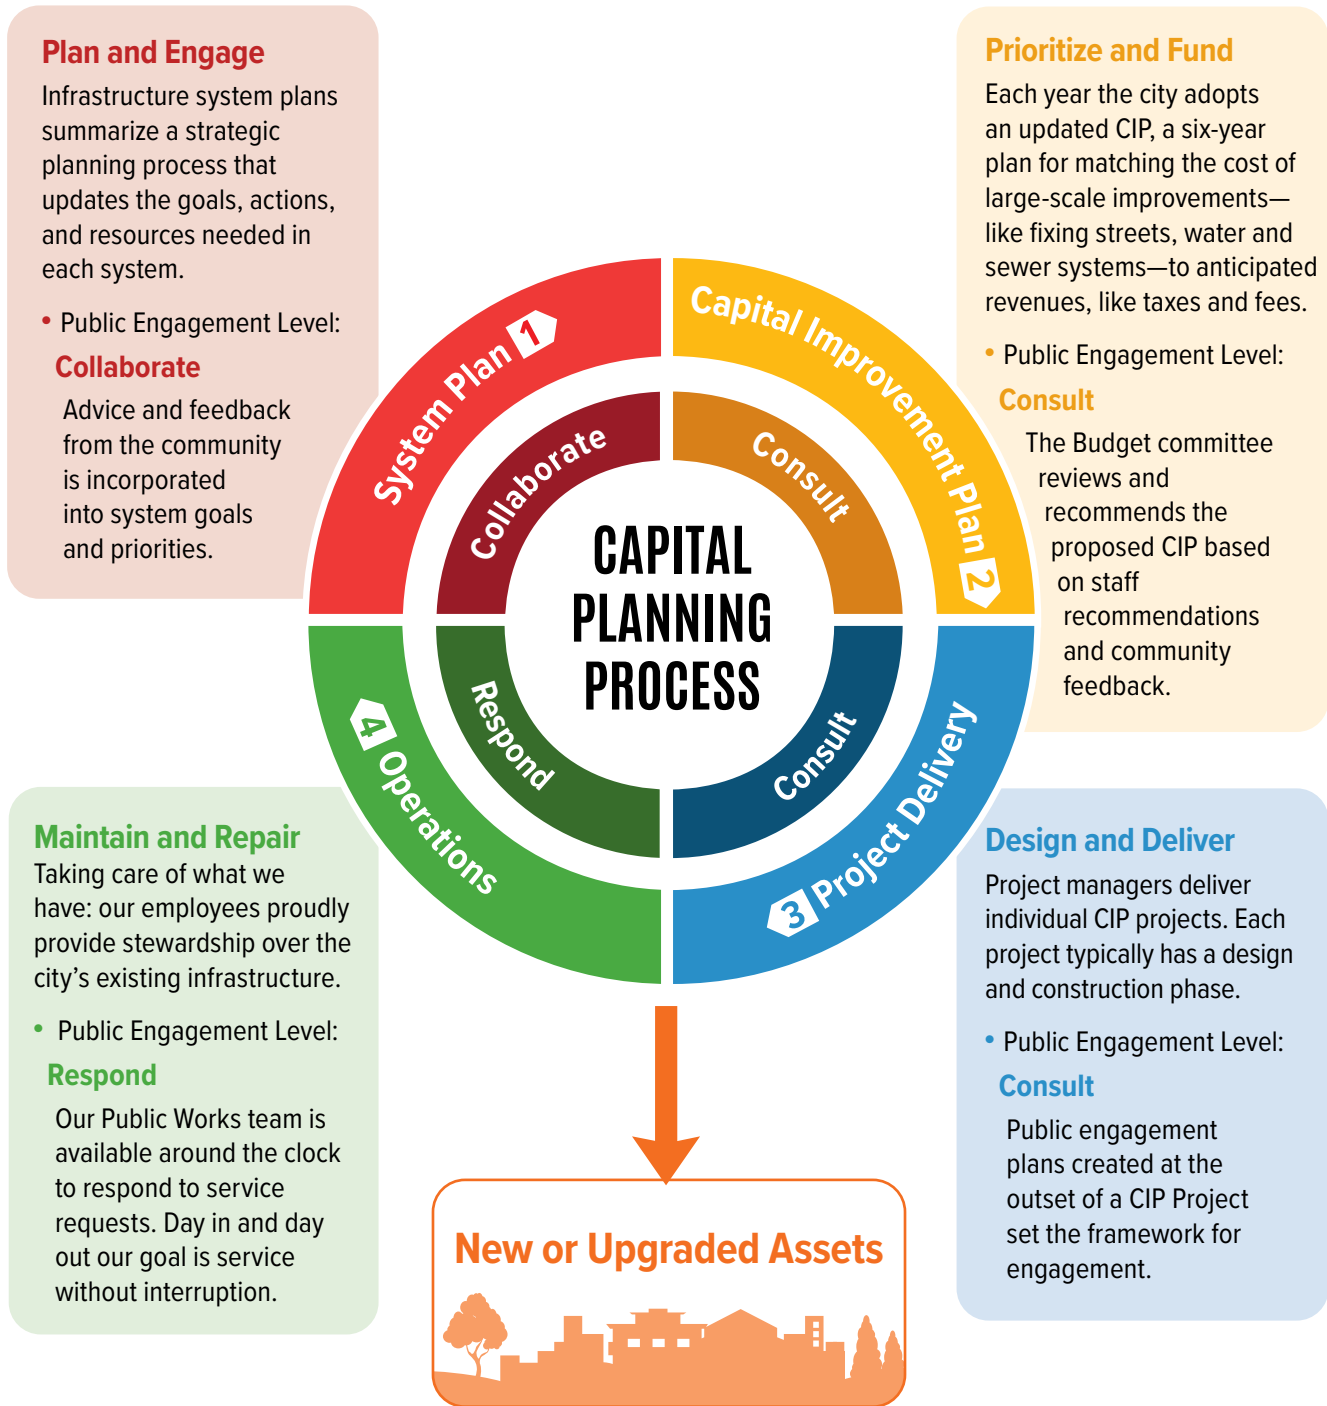 Plan and Engage
Infrastructure system plans
summarize a strategic
planning process that
updates the goals, actions,
and resources needed in
each system.
• Public Engagement Level:
Collaborate
Advice and feedback
from the community
is incorporated
into system goals
and priorities.
Prioritize and Fund
Each year the city adopts
an updated CIP, a six-year
plan for matching the cost of
large-scale improvements—
like fixing streets, water and
sewer systems—to anticipated
revenues, like taxes and fees.
• Public Engagement Level:
Consult
The Budget committee
reviews and
recommends the
proposed CIP based
on staff
recommendations
and community
feedback.
System Plan 1
Capital Improvement Plan 2
Collaborate
Consult
CAPITAL
PLANNING
PROCESS
Respond
Consult
4 Operations
3 Project Delivery
Maintain and Repair
Taking care of what we
have: our employees proudly
provide stewardship over the
city's existing infrastructure.
• Public Engagement Level:
Respond
Our Public Works team is
available around the clock
to respond to service
requests. Day in and day
out our goal is service
without interruption.
Design and Deliver
Project managers deliver
individual CIP projects. Each
project typically has a design
and construction phase.
• Public Engagement Level:
Consult
Public engagement
plans created at the
outset of a CIP Project
set the framework for
engagement.
New or Upgraded Assets